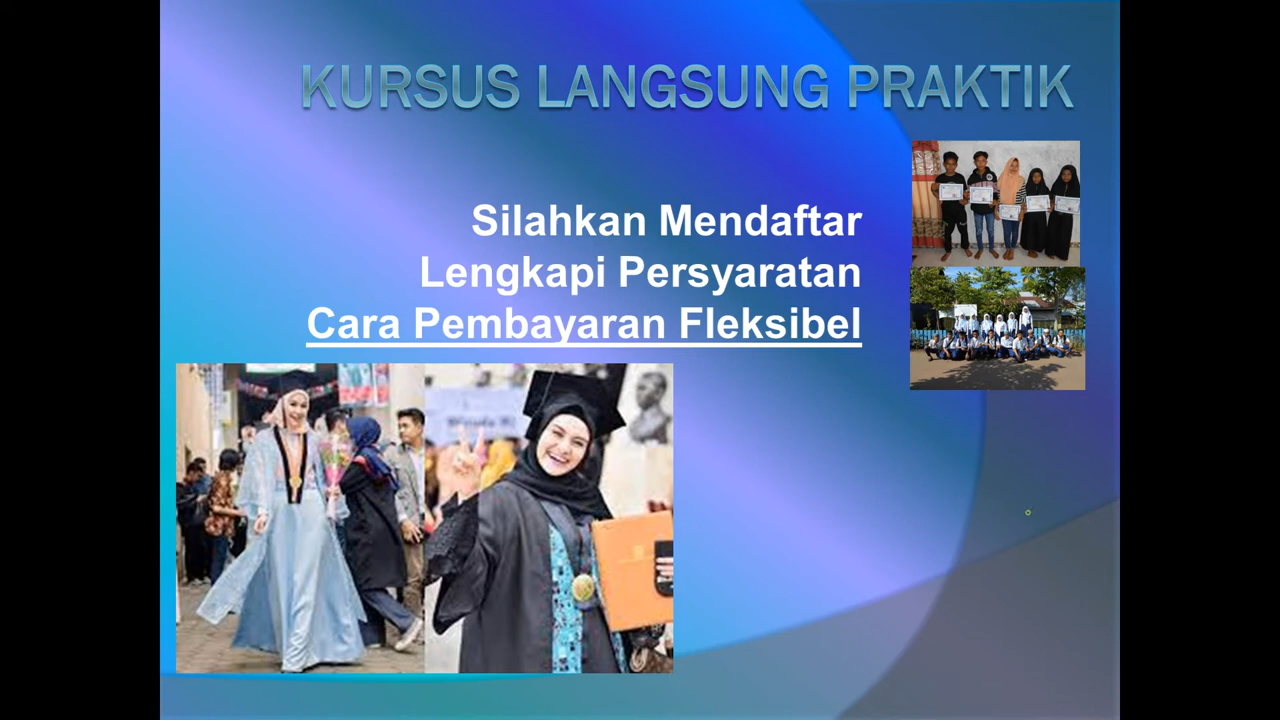 KURSUS LANGSUNG PRAKTIK
Silahkan Mendaftar
Lengkapi Persyaratan
Cara Pembayaran Fleksibel